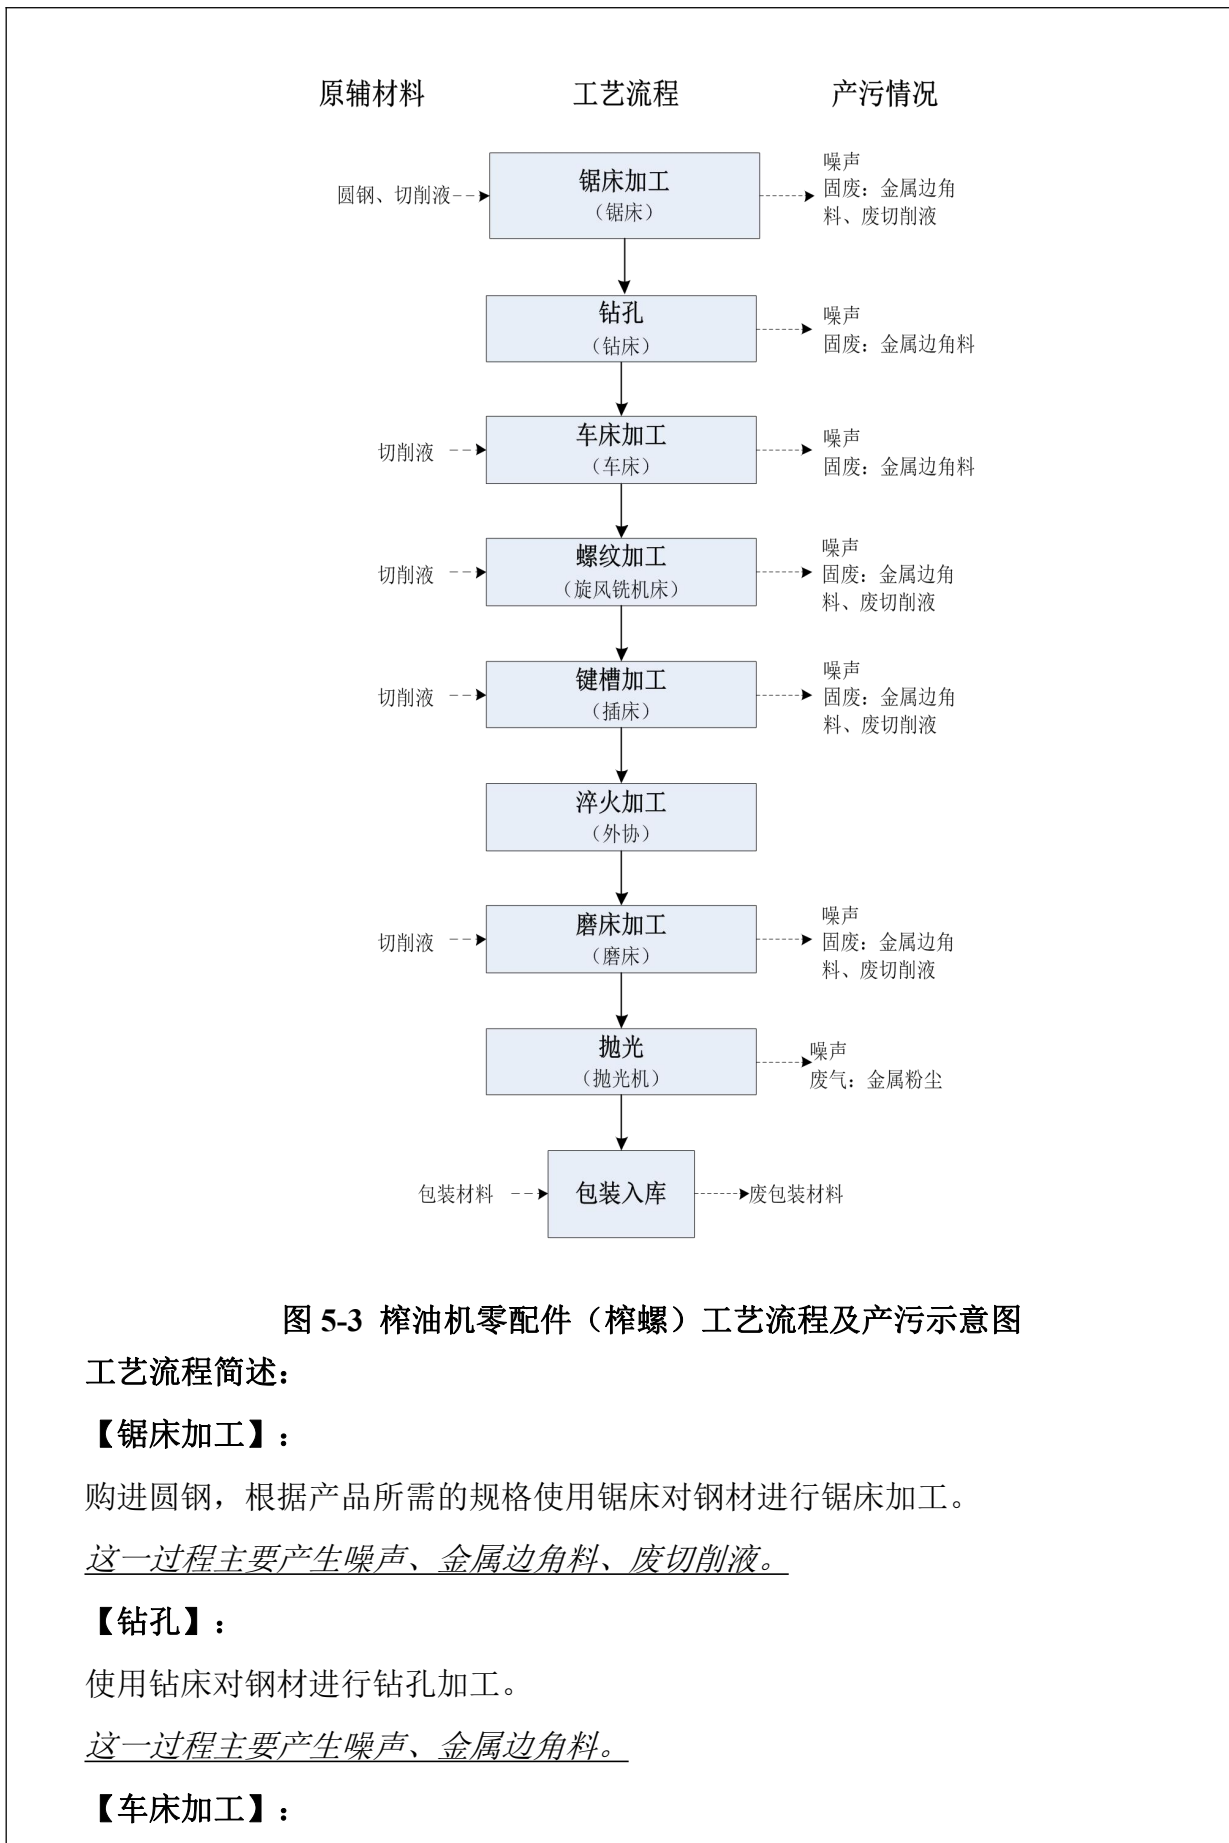 原辅材料 工艺流程 产污情况
圆钢、切削液
锯床加工
（锯床）
噪声
固废：金属边角
料、废切削液
钻孔
（钻床）
噪声
固废：金属边角料
切削液
车床加工
（车床）
噪声
固废：金属边角料
切削液
螺纹加工
（旋风铣机床）
噪声
固废：金属边角
料、废切削液
切削液
键槽加工
（插床）
噪声
固废：金属边角
料、废切削液
淬火加工
（外协）
切削液
磨床加工
（磨床）
噪声
固废：金属边角
料、废切削液
抛光
（抛光机）
噪声
废气：金属粉尘
包装材料
包装入库
废包装材料
图 5-3 榨油机零配件（榨螺）工艺流程及产污示意图
工艺流程简述：
【锯床加工】：
购进圆钢，根据产品所需的规格使用锯床对钢材进行锯床加工。
这一过程主要产生噪声、金属边角料、废切削液。
【钻孔】：
使用钻床对钢材进行钻孔加工。
这一过程主要产生噪声、金属边角料。
【车床加工】：